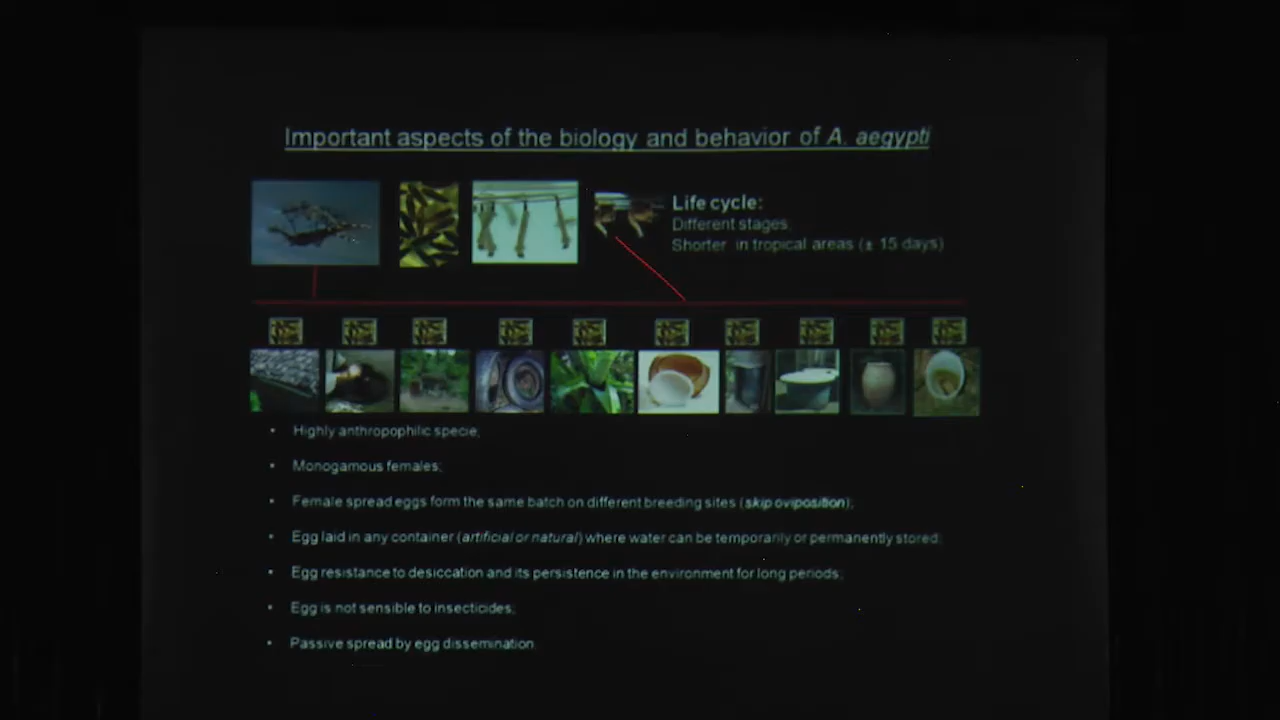 Important aspects of the biology and behavior of A. aegypti
Life cycle:
Different stages;
Shorter in tropical areas (± 15 days)
• Highly anthropophilic specie;
• Monogamous females;
• Female spread eggs form the same batch on different breeding sites (skip oviposition);
• Egg laid in any container (artificial or natural) where water can be temporarily or permanently stored;
• Egg resistance to desiccation and its persistence in the environment for long periods;
• Egg is not sensible to insecticides;
• Passive spread by egg dissemination.